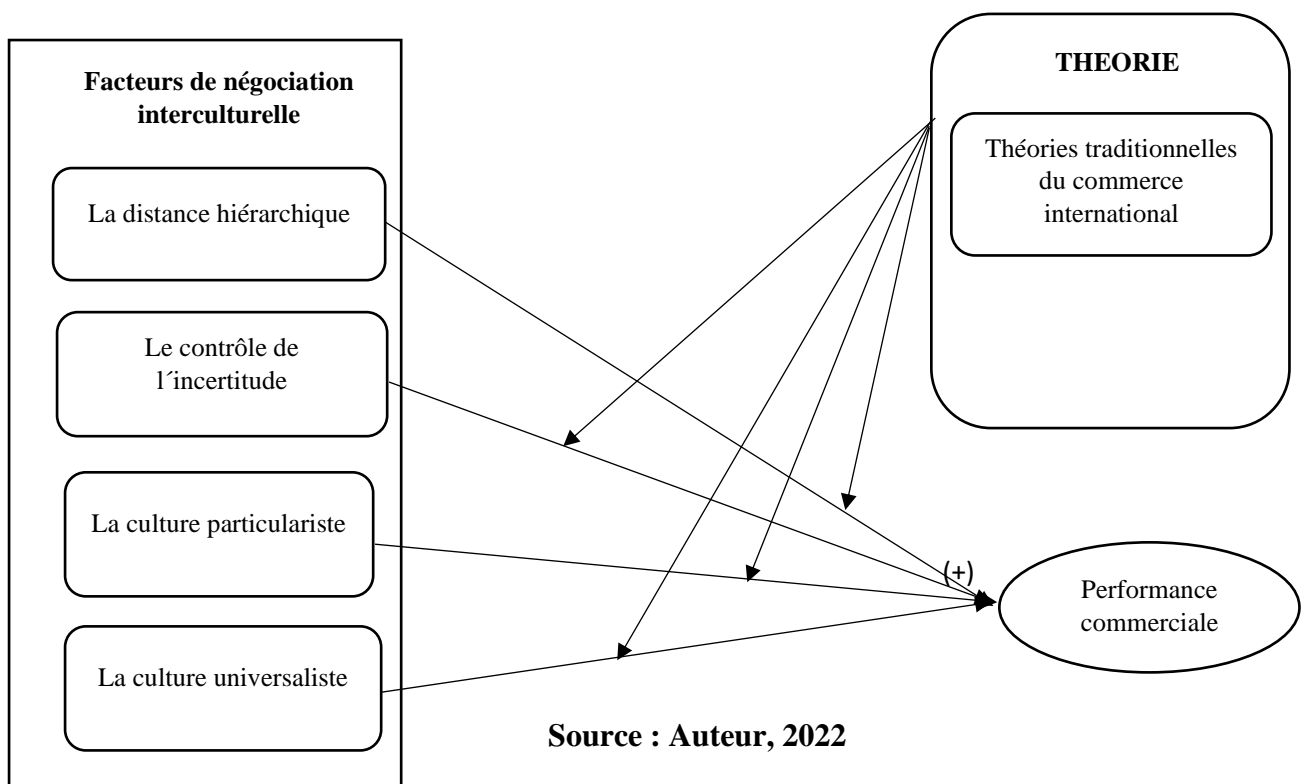 Facteurs de négociation
interculturelle
La distance hiérarchique
Le contrôle de
l´incertitude
La culture particulariste
La culture universaliste
THEORIE
Théories traditionnelles
du commerce
international
(+)
Performance
commerciale
Source : Auteur, 2022